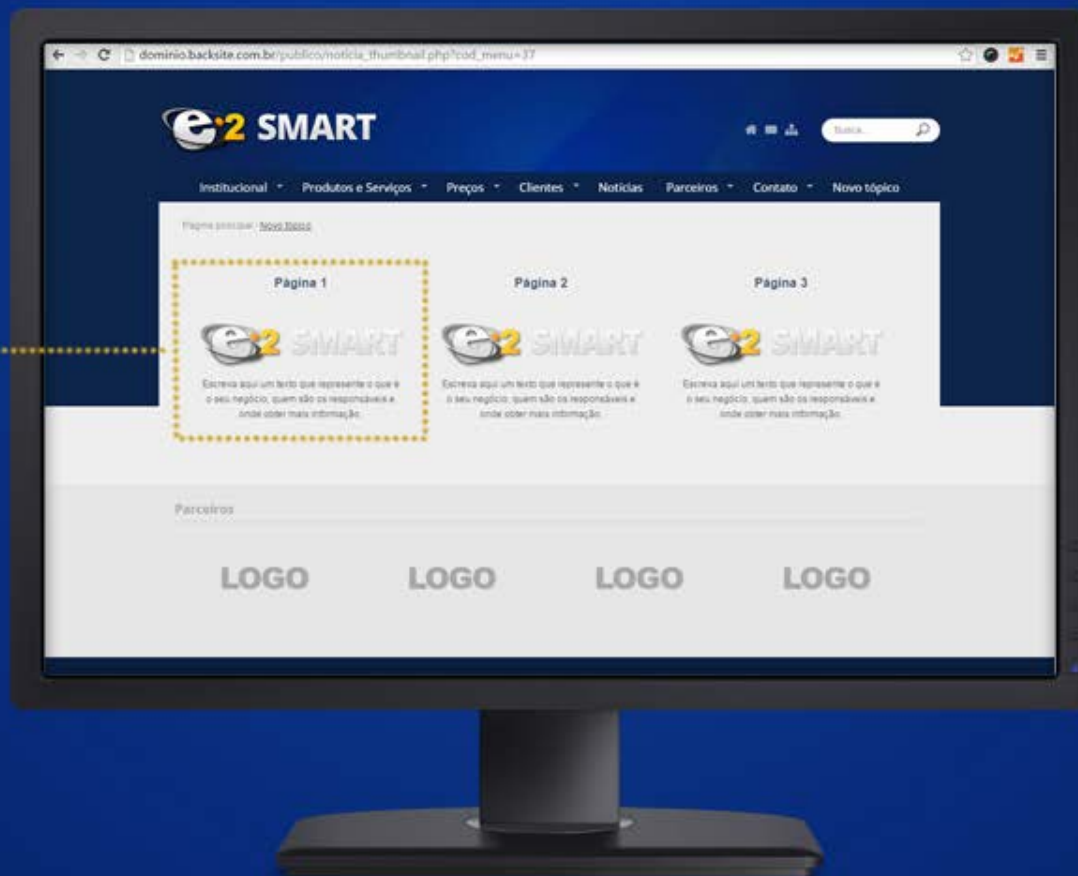 dominio.backsite.com.br/publico/noticia_thumbnail.php?cod_menu=37
e2 SMART
Busca...
Institucional Produtos e Serviços Preços Clientes Notícias Parceiros Contato Novo tópico
Página principal › Novo tópico
Página 1 Página 2 Página 3
e2 SMART e2 SMART e2 SMART
Escreva aqui um texto que represente o que é Escreva aqui um texto que represente o que é Escreva aqui um texto que represente o que é
o seu negócio, quem são os responsáveis e o seu negócio, quem são os responsáveis e o seu negócio, quem são os responsáveis e
onde obter mais informação. onde obter mais informação. onde obter mais informação.
Parceiros
LOGO LOGO LOGO LOGO